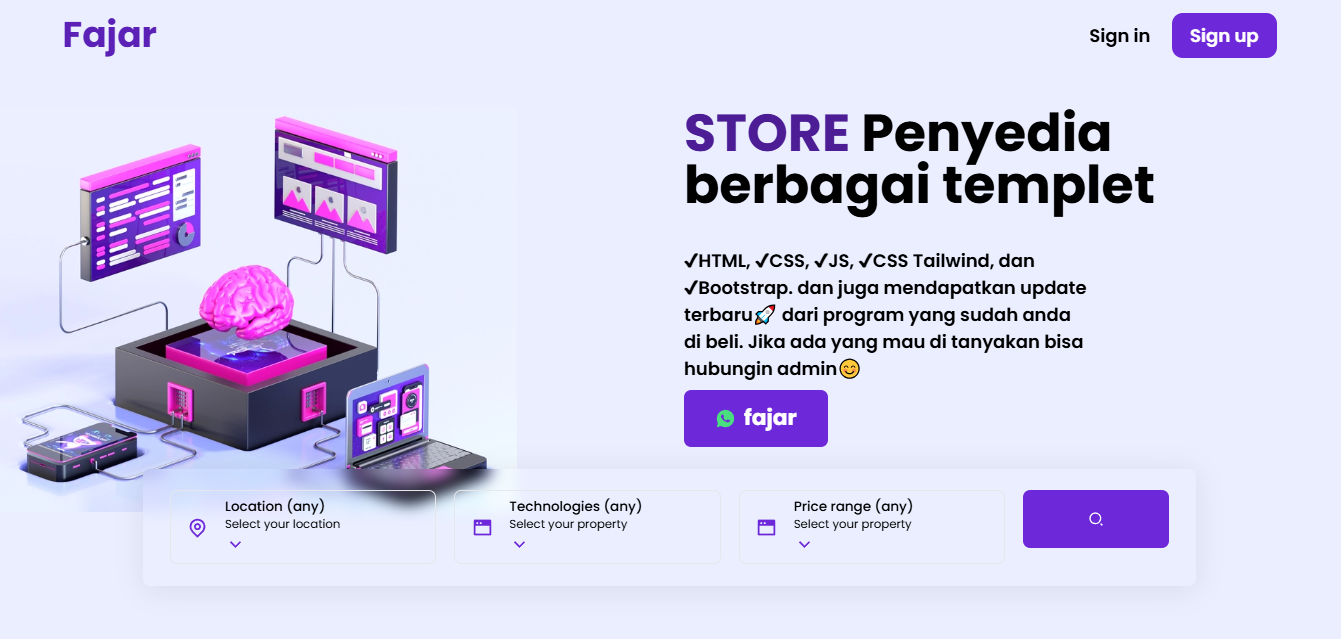 Fajar
Sign in
Sign up
STORE Penyedia
berbagai templet
✔HTML, ✔CSS, ✔JS, ✔CSS Tailwind, dan
✔Bootstrap. dan juga mendapatkan update
terbaru🚀 dari program yang sudah anda
di beli. Jika ada yang mau di tanyakan bisa
hubungin admin😊
fajar
Location (any)
Select your location
Technologies (any)
Select your property
Price range (any)
Select your property